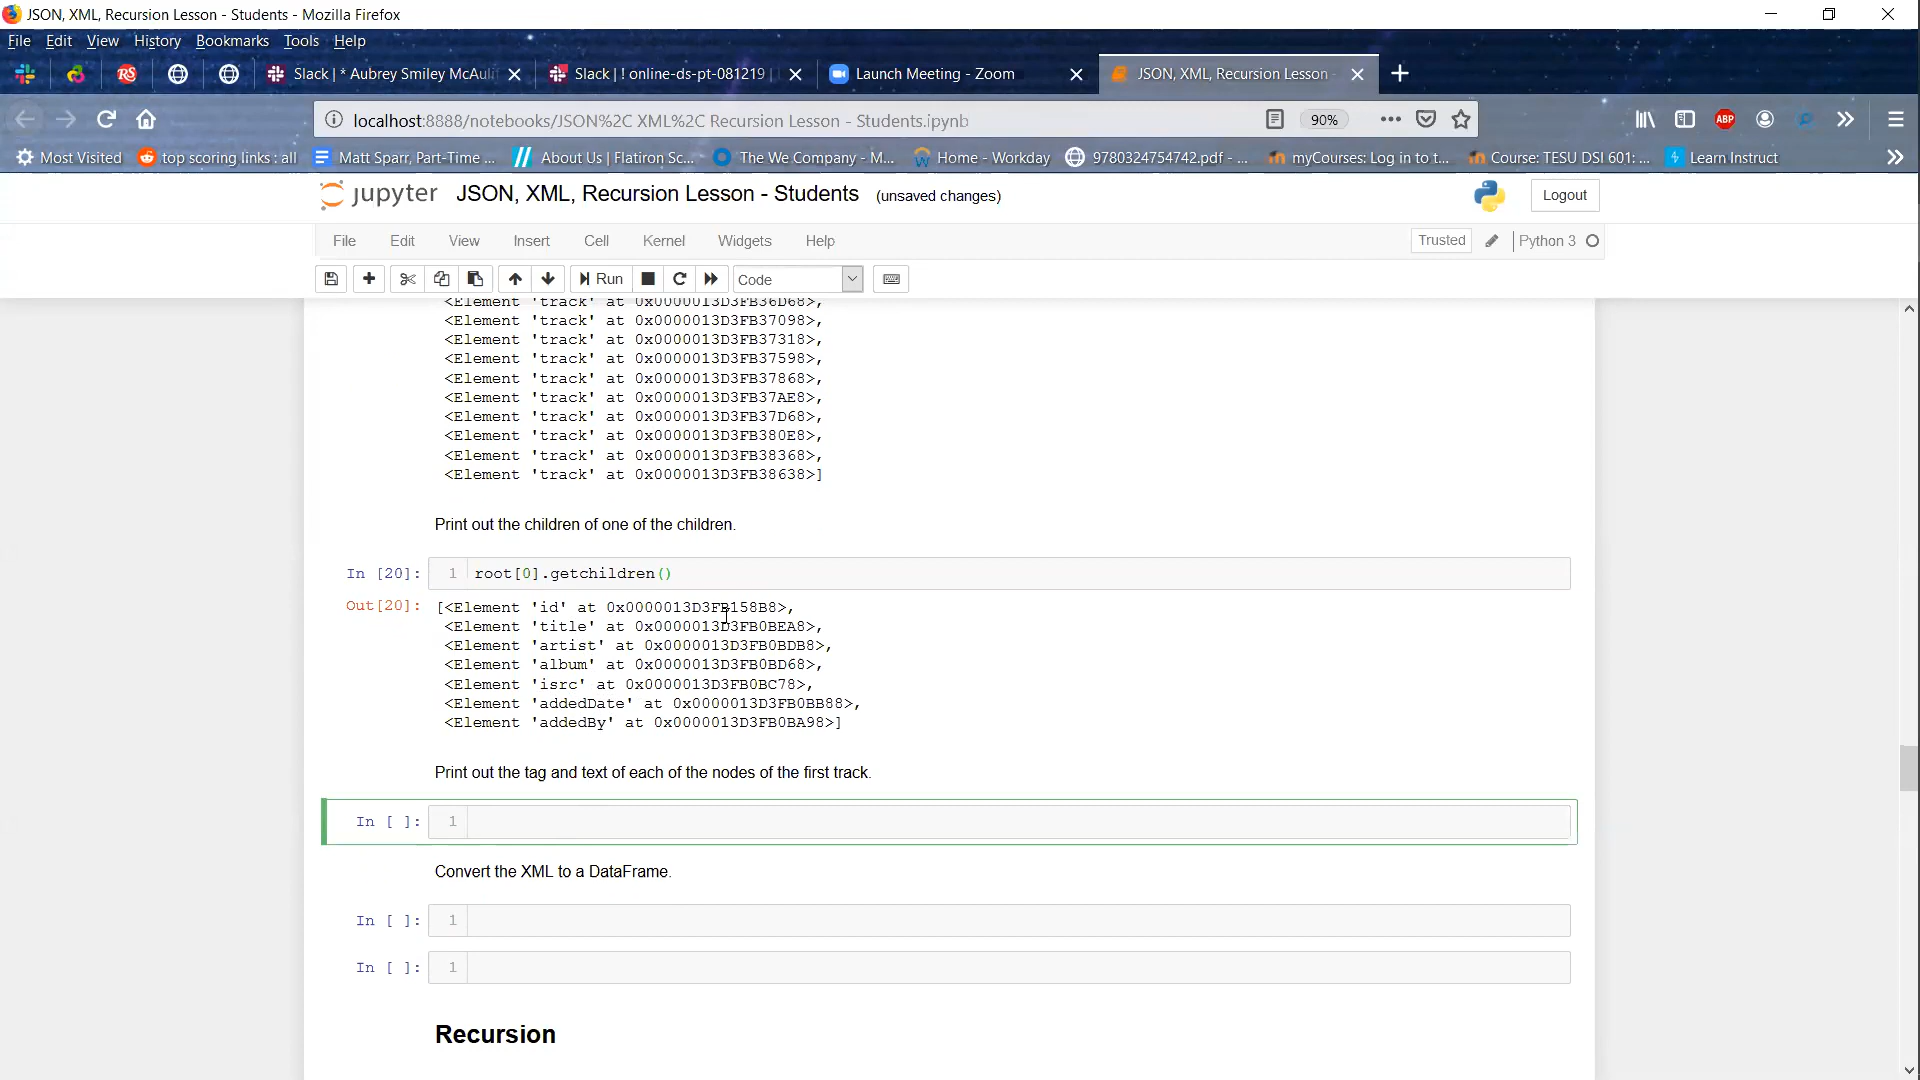 JSON, XML, Recursion Lesson - Students - Mozilla Firefox
File Edit View History Bookmarks Tools Help
RS Slack | * Aubrey Smiley McAuli Slack | ! online-ds-pt-081219 | Launch Meeting - Zoom JSON, XML, Recursion Lesson -
localhost:8888/notebooks/JSON%2C XML%2C Recursion Lesson - Students.ipynb 90% ABP
Most Visited top scoring links : all Matt Sparr, Part-Time ... About Us | Flatiron Sc... The We Company - M... Home - Workday 9780324754742.pdf - ... myCourses: Log in to t... Course: TESU DSI 601: ... Learn Instruct
jupyter JSON, XML, Recursion Lesson - Students (unsaved changes) Logout
File Edit View Insert Cell Kernel Widgets Help Trusted Python 3
Run Code
<Element 'track' at 0x0000013D3FB36D68>,
<Element 'track' at 0x0000013D3FB37098>,
<Element 'track' at 0x0000013D3FB37318>,
<Element 'track' at 0x0000013D3FB37598>,
<Element 'track' at 0x0000013D3FB37868>,
<Element 'track' at 0x0000013D3FB37AE8>,
<Element 'track' at 0x0000013D3FB37D68>,
<Element 'track' at 0x0000013D3FB380E8>,
<Element 'track' at 0x0000013D3FB38368>,
<Element 'track' at 0x0000013D3FB38638>]
Print out the children of one of the children.
In [20]: 1 root[0].getchildren()
Out[20]: [<Element 'id' at 0x0000013D3FB158B8>,
<Element 'title' at 0x0000013D3FB0BEA8>,
<Element 'artist' at 0x0000013D3FB0BDB8>,
<Element 'album' at 0x0000013D3FB0BD68>,
<Element 'isrc' at 0x0000013D3FB0BC78>,
<Element 'addedDate' at 0x0000013D3FB0BB88>,
<Element 'addedBy' at 0x0000013D3FB0BA98>]
Print out the tag and text of each of the nodes of the first track.
In [ ]: 1
Convert the XML to a DataFrame.
In [ ]: 1
In [ ]: 1
Recursion